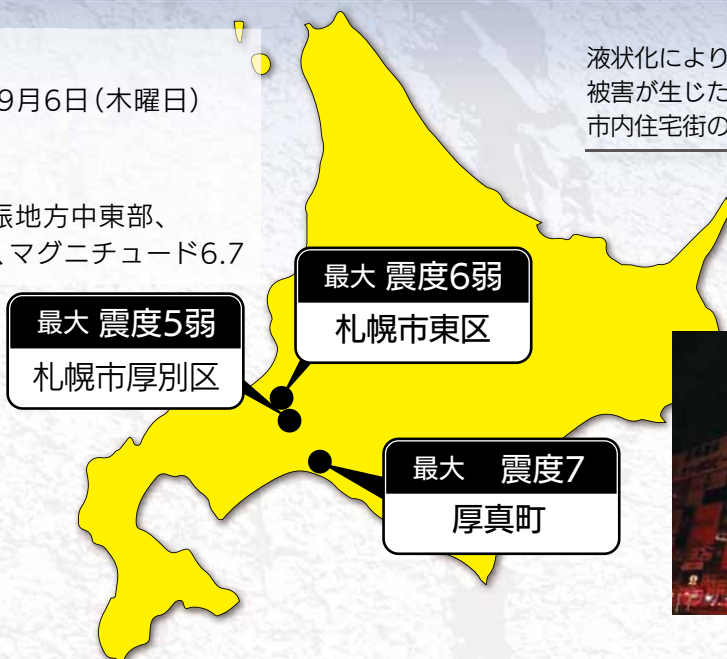 9月6日（木曜日）
振地方中東部、
、マグニチュード6.7
液状化により
被害が生じた
市内住宅街の
最大 震度6弱
札幌市東区
最大 震度5弱
札幌市厚別区
最大 震度7
厚真町